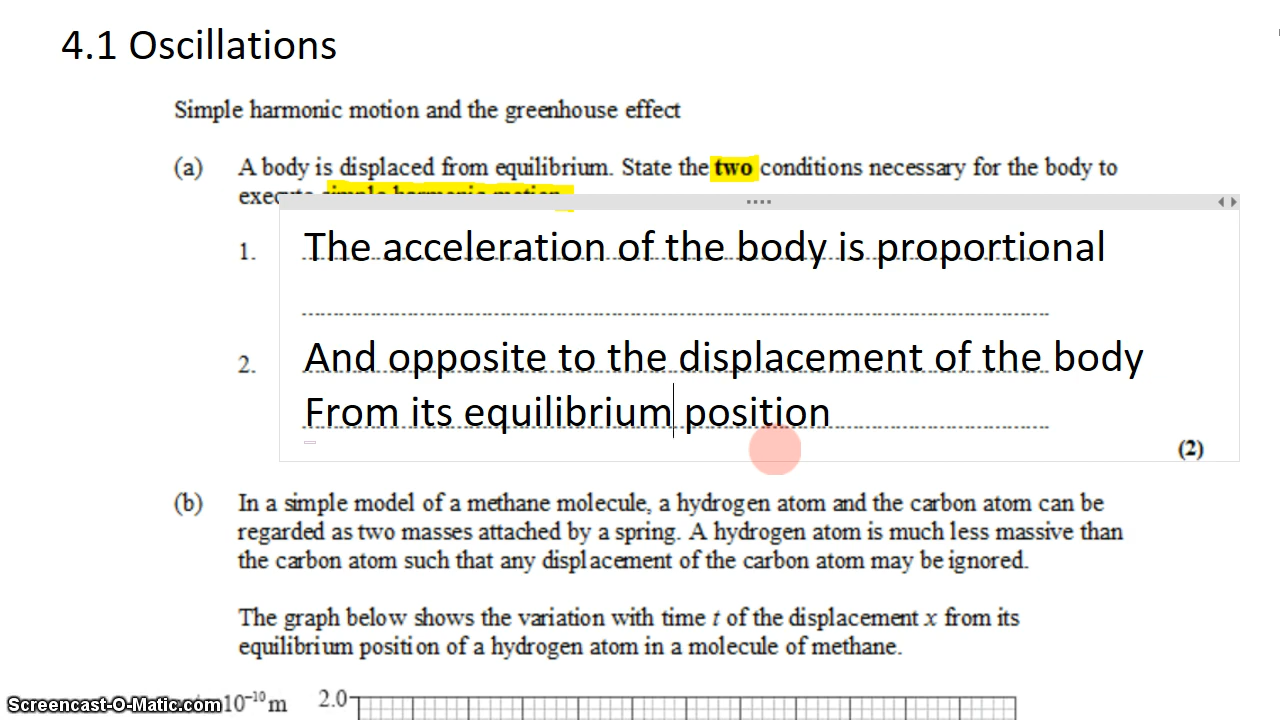 4.1 Oscillations
Simple harmonic motion and the greenhouse effect
(a) A body is displaced from equilibrium. State the two conditions necessary for the body to
execute simple harmonic motion.
1. The acceleration of the body is proportional
2. And opposite to the displacement of the body
From its equilibrium position
(2)
(b) In a simple model of a methane molecule, a hydrogen atom and the carbon atom can be
regarded as two masses attached by a spring. A hydrogen atom is much less massive than
the carbon atom such that any displacement of the carbon atom may be ignored.
The graph below shows the variation with time t of the displacement x from its
equilibrium position of a hydrogen atom in a molecule of methane.
10⁻¹⁰ m 2.0
Screencast-O-Matic.com